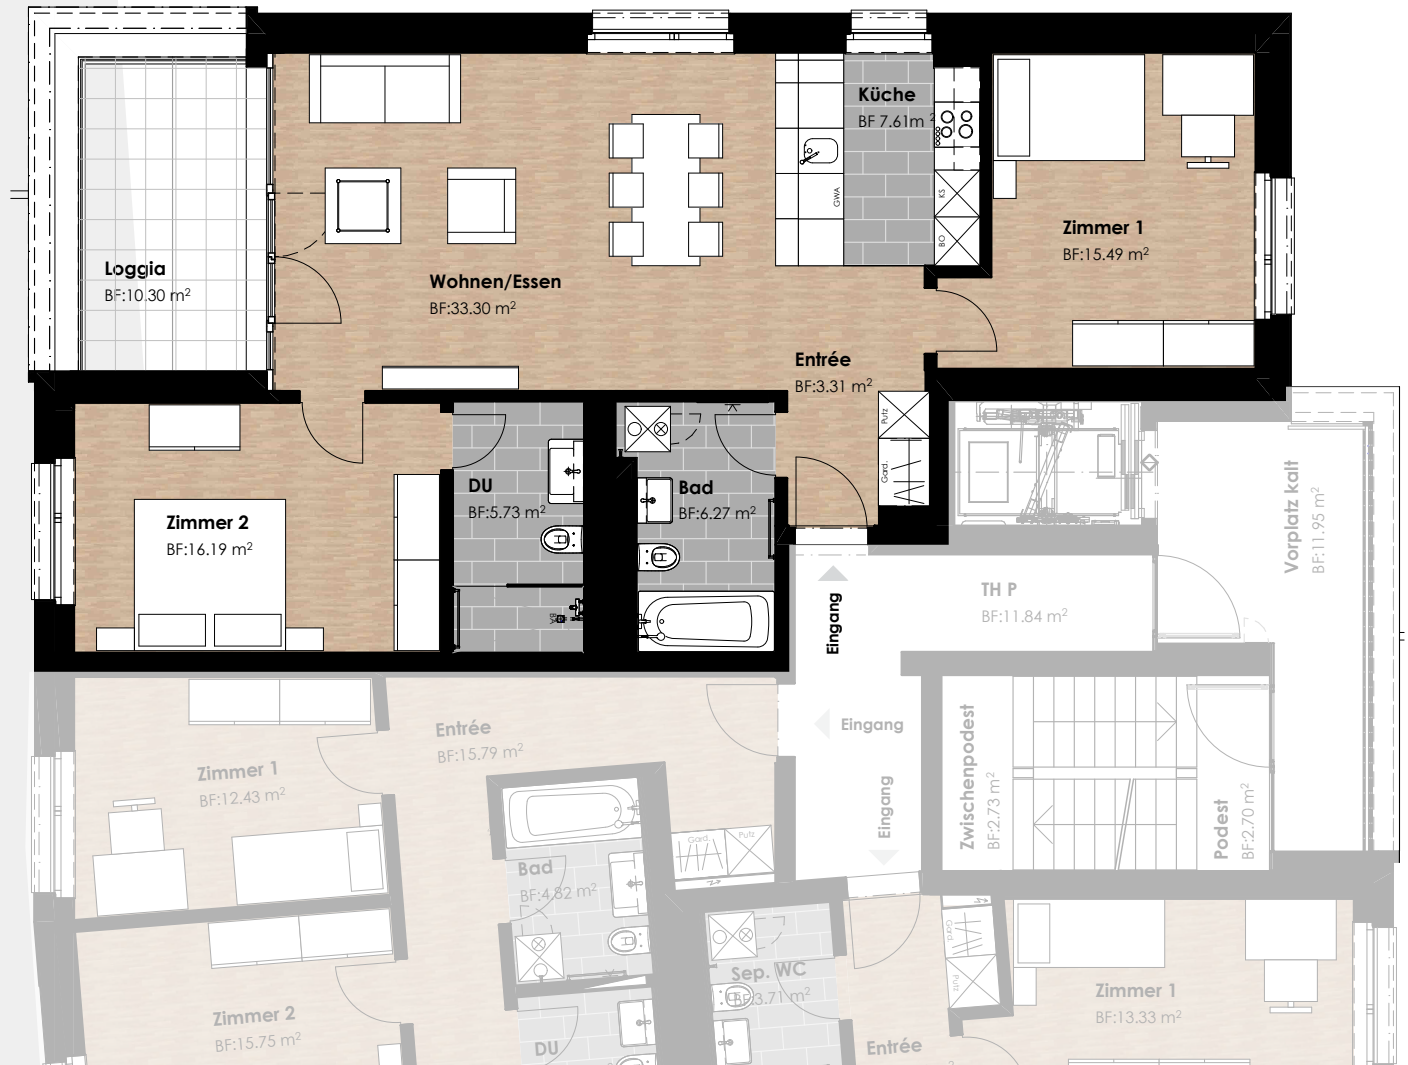 Küche
BF 7.61m 2
GWA
KS
BO
Zimmer 1
BF:15.49 m²
Loggia
BF:10.30 m²
Wohnen/Essen
BF:33.30 m²
Entrée
BF:3.31 m²
Putz
Gard.
Zimmer 2
BF:16.19 m²
DU
BF:5.73 m²
Bad
BF:6.27 m²
Vorplatz kalt
BF:11.95 m²
TH P
BF:11.84 m²
Eingang
Eingang
Eingang
Zwischenpodest
BF:2.73 m²
Podest
BF:2.70 m²
Entrée
BF:15.79 m²
Zimmer 1
BF:12.43 m²
Gard.
Putz
Bad
BF:4.82 m²
Sep. WC
BF:3.71 m²
Gard.
Putz
Zimmer 1
BF:13.33 m²
Zimmer 2
BF:15.75 m²
DU
Entrée